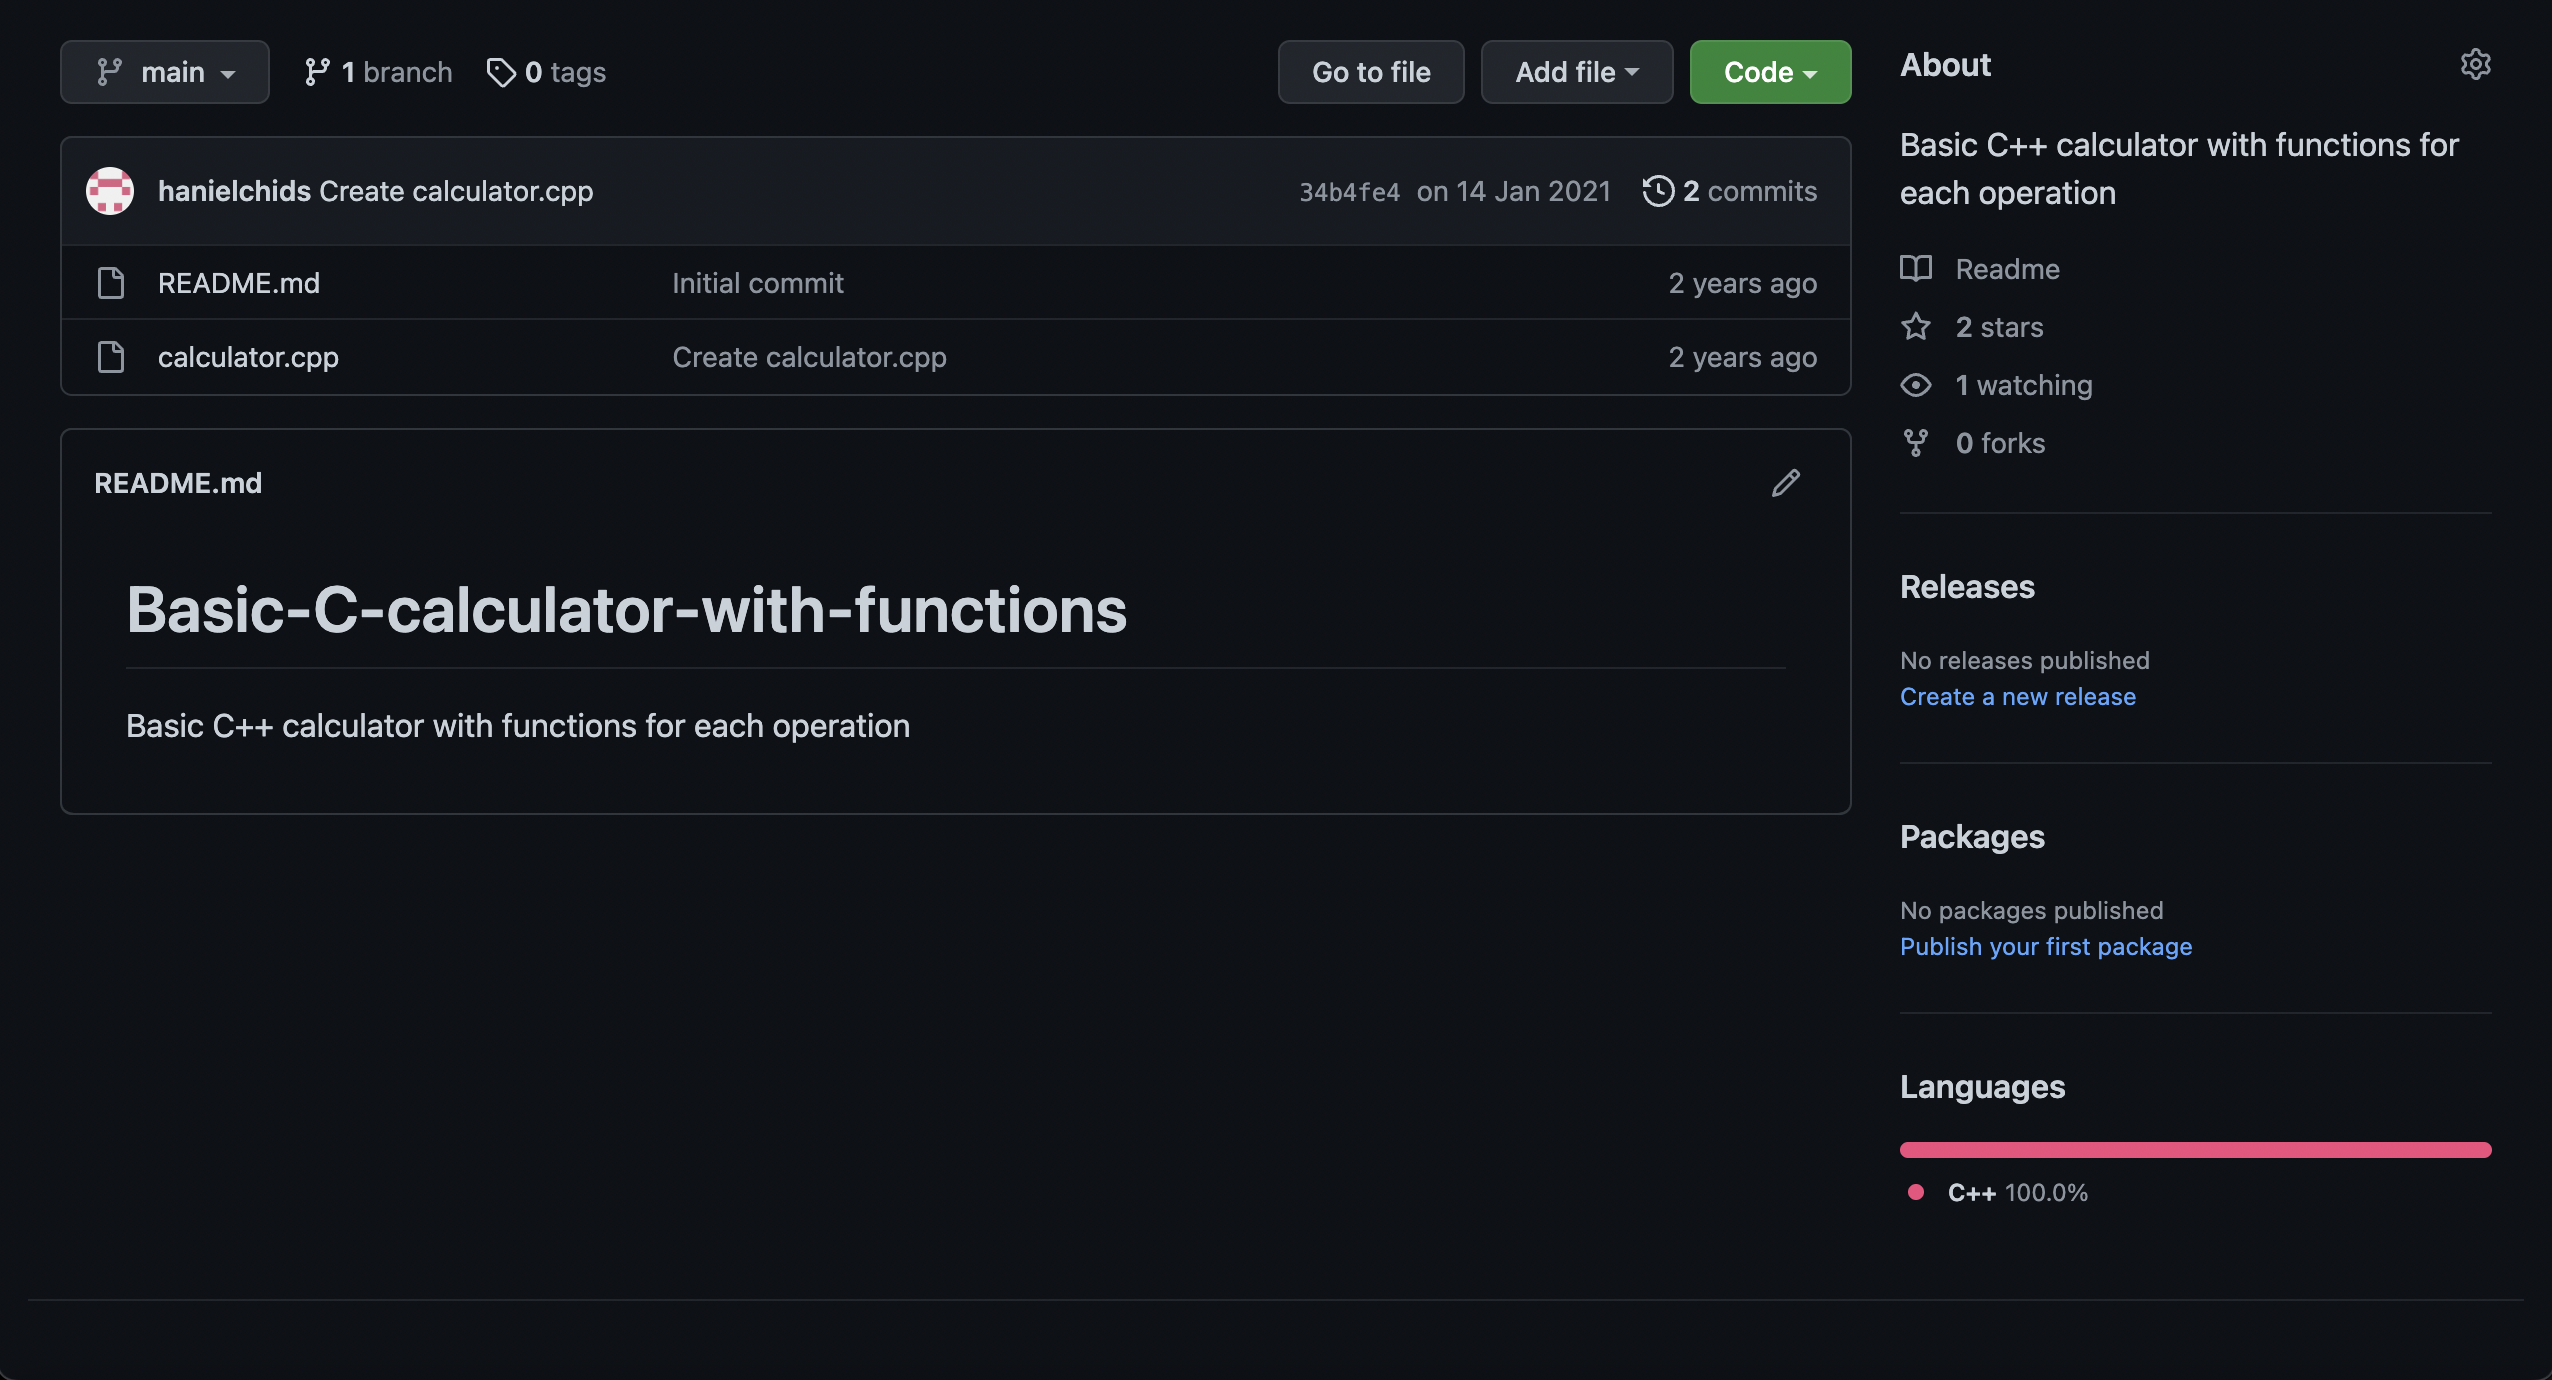 main
1 branch
0 tags
Go to file
Add file
Code
hanielchids Create calculator.cpp
34b4fe4 on 14 Jan 2021
2 commits
README.md
Initial commit
2 years ago
calculator.cpp
Create calculator.cpp
2 years ago
README.md
Basic-C-calculator-with-functions
Basic C++ calculator with functions for each operation
About
Basic C++ calculator with functions for
each operation
Readme
2 stars
1 watching
0 forks
Releases
No releases published
Create a new release
Packages
No packages published
Publish your first package
Languages
C++ 100.0%